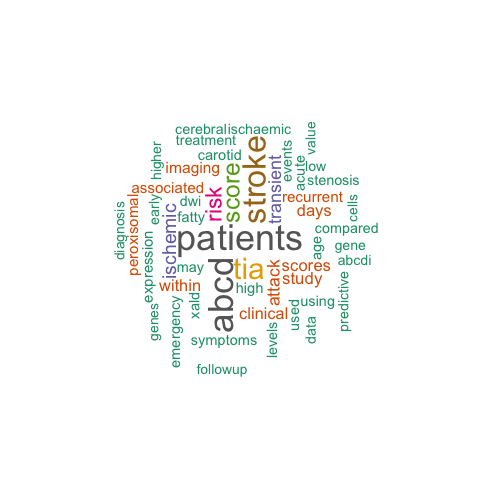 cerebral ischaemic
treatment
carotid
imaging
higher
associated
peroxisomal
diagnosis
early
dwi
fatty
risk
score
stroke
transient
events
acute
value
low
stenosis
recurrent
days
cells
compared
patients
ischemic
expression
may
within
xald
genes
emergency
abcd
tia
high
attack
scores
study
age
gene
abcdi
clinical
using
used
data
predictive
levels
symptoms
followup